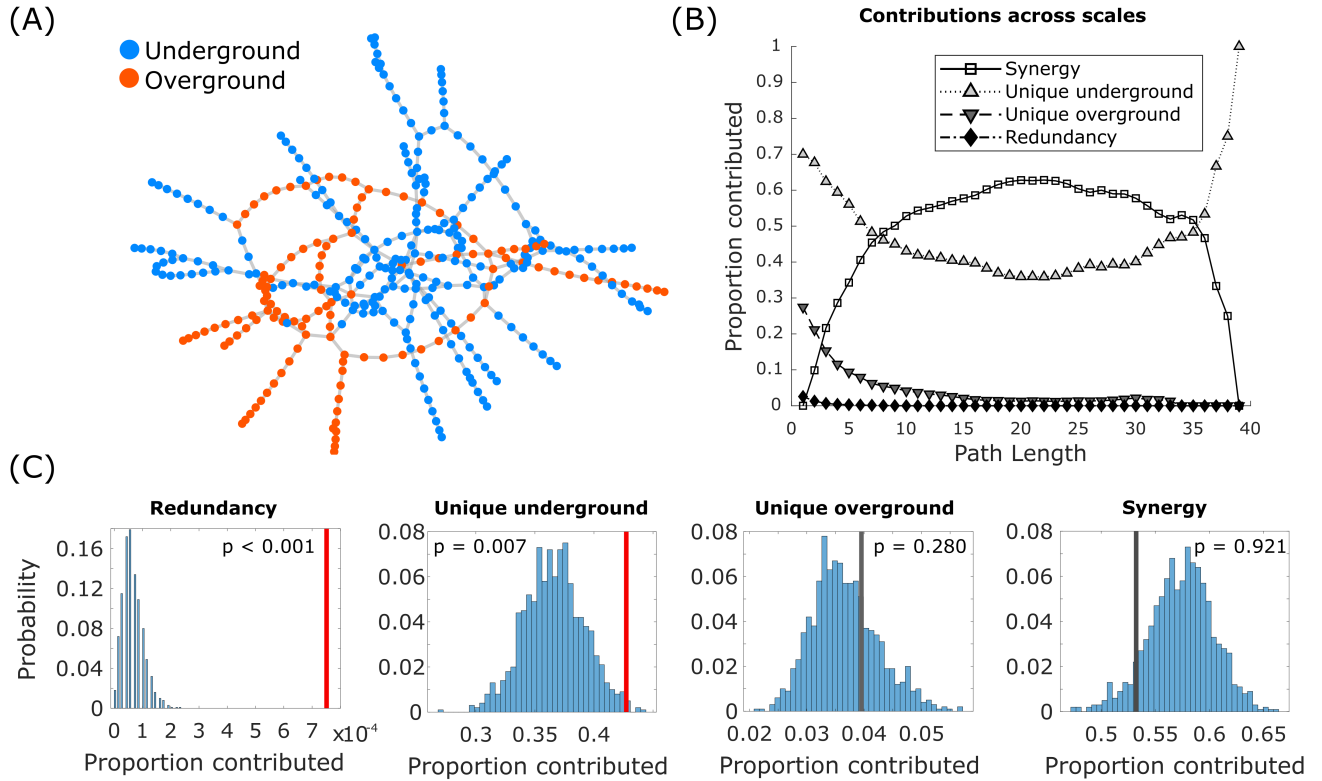 (A)
Underground
Overground
(B)
Contributions across scales
Synergy
Unique underground
Unique overground
Redundancy
Proportion contributed
1
0.9
0.8
0.7
0.6
0.5
0.4
0.3
0.2
0.1
0
0 5 10 15 20 25 30 35 40
Path Length
(C)
Redundancy
p < 0.001
Probability
0.16
0.12
0.08
0.04
0
0 1 2 3 4 5 6 7 x10-4
Proportion contributed
Unique underground
p = 0.007
0.08
0.06
0.04
0.02
0
0.3 0.35 0.4
Proportion contributed
Unique overground
p = 0.280
0.08
0.06
0.04
0.02
0
0.02 0.03 0.04 0.05
Proportion contributed
Synergy
p = 0.921
0.08
0.06
0.04
0.02
0
0.5 0.55 0.6 0.65
Proportion contributed